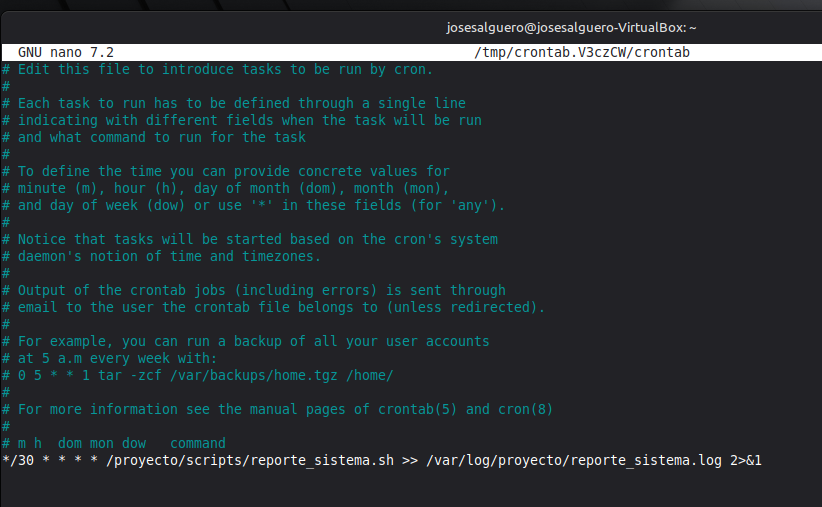 josesalguero@josesalguero-VirtualBox: ~
GNU nano 7.2 /tmp/crontab.V3czCW/crontab
# Edit this file to introduce tasks to be run by cron.
#
# Each task to run has to be defined through a single line
# indicating with different fields when the task will be run
# and what command to run for the task
#
# To define the time you can provide concrete values for
# minute (m), hour (h), day of month (dom), month (mon),
# and day of week (dow) or use '*' in these fields (for 'any').
#
# Notice that tasks will be started based on the cron's system
# daemon's notion of time and timezones.
#
# Output of the crontab jobs (including errors) is sent through
# email to the user the crontab file belongs to (unless redirected).
#
# For example, you can run a backup of all your user accounts
# at 5 a.m every week with:
# 0 5 * * 1 tar -zcf /var/backups/home.tgz /home/
#
# For more information see the manual pages of crontab(5) and cron(8)
#
# m h  dom mon dow   command
*/30 * * * * /proyecto/scripts/reporte_sistema.sh >> /var/log/proyecto/reporte_sistema.log 2>&1